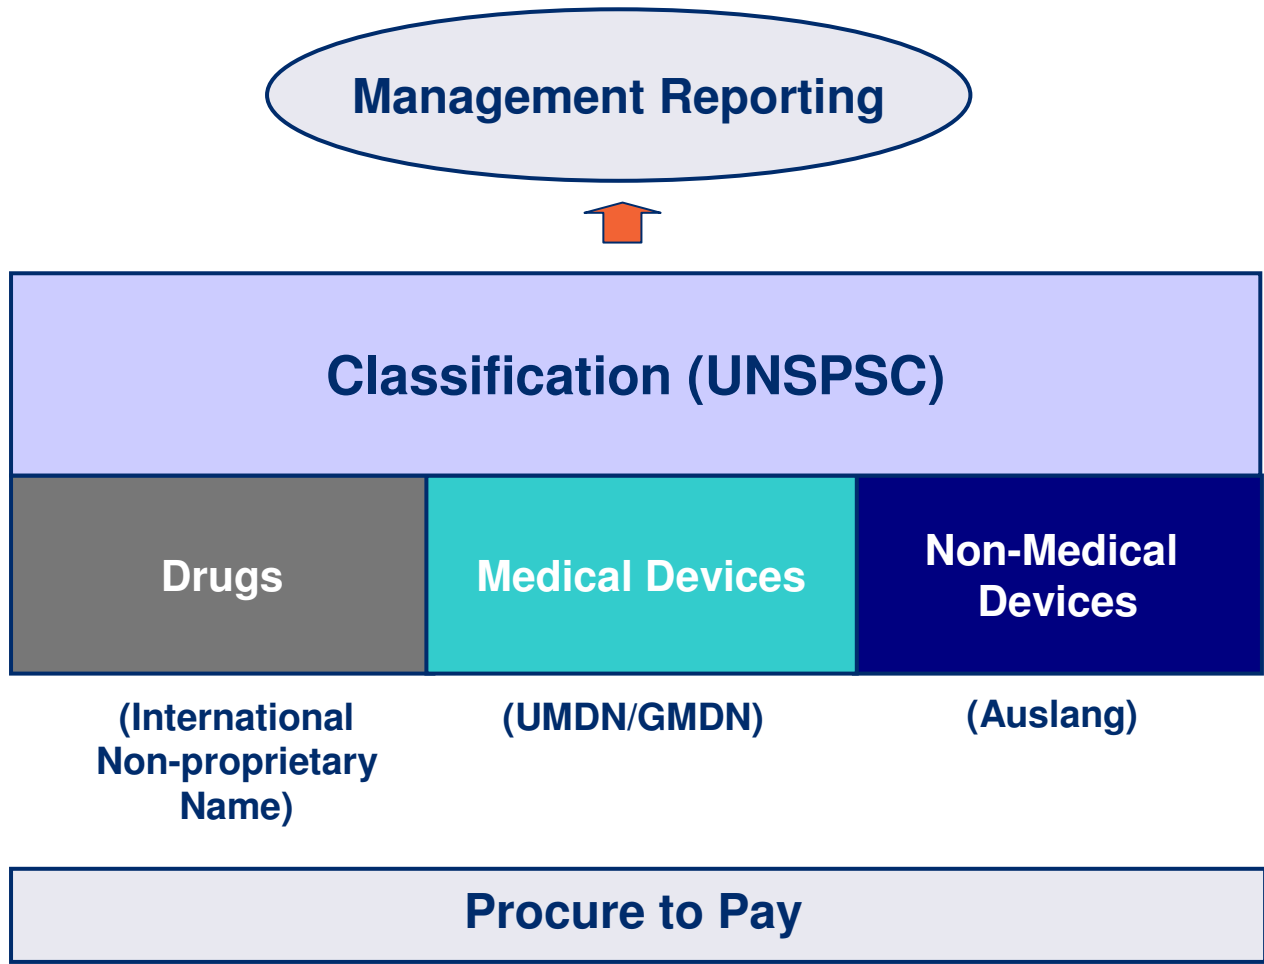 Management Reporting
Classification (UNSPSC)
Drugs
Medical Devices
Non-Medical
Devices
(International
Non-proprietary
Name)
(UMDN/GMDN)
(Auslang)
Procure to Pay